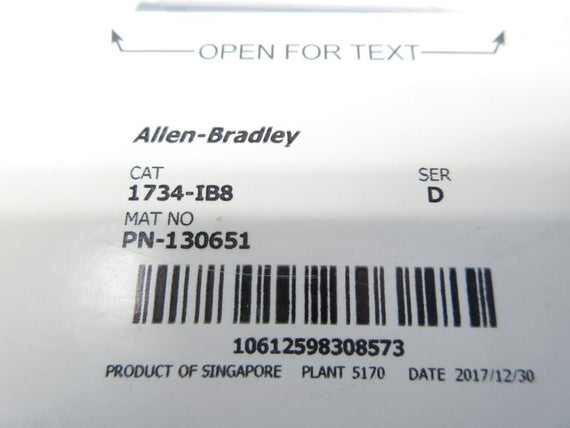 OPEN FOR TEXT
Allen-Bradley
CAT SER
1734-IB8 D
MAT NO
PN-130651
10612598308573
PRODUCT OF SINGAPORE PLANT 5170 DATE 2017/12/30